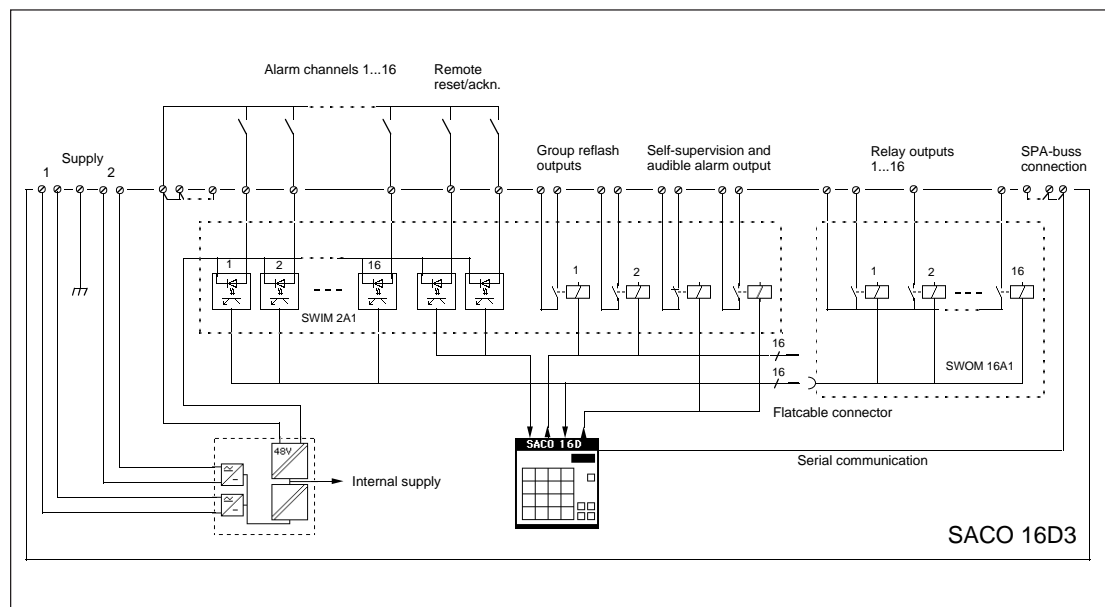 Alarm channels 1...16
Remote
reset/ackn.
Supply
1
2
Group reflash
outputs
Self-supervision and
audible alarm output
Relay outputs
1...16
SPA-buss
connection
1
2
16
1
2
1
2
16
SWIM 2A1
16
16
SWOM 16A1
Flatcable connector
SACO 16D
48V
Internal supply
Serial communication
SACO 16D3